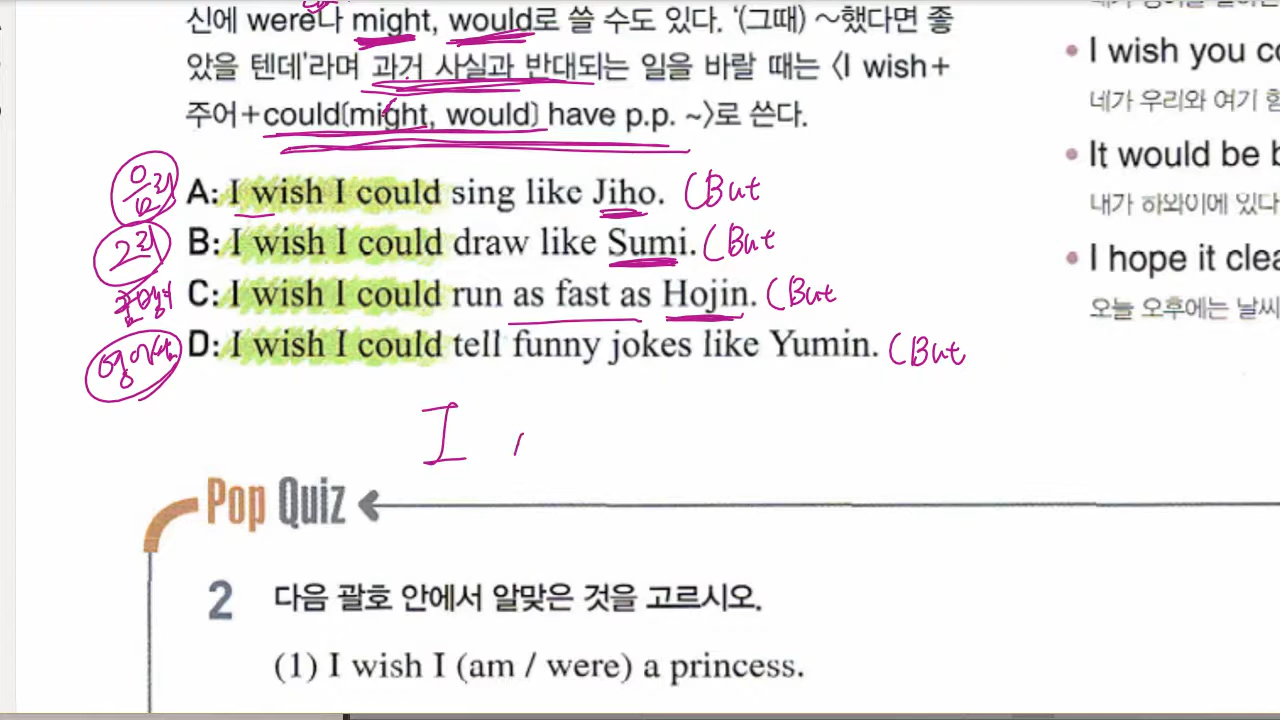 신에 were나 might, would로 쓸 수도 있다. ‘(그때) ~했다면 좋
았을 텐데’라며 과거 사실과 반대되는 일을 바랄 때는 〈I wish+
주어+could(might, would) have p.p. ~〉로 쓴다.
음라 A: I wish I could sing like Jiho. (But
그리 B: I wish I could draw like Sumi. (But
C: I wish I could run as fast as Hojin. (But
D: I wish I could tell funny jokes like Yumin. (But
I
Pop Quiz
2 다음 괄호 안에서 알맞은 것을 고르시오.
(1) I wish I (am / were) a princess.
I wish you co
네가 우리와 여기 함
It would be b
내가 하와이에 있다
I hope it clea
오늘 오후에는 날씨